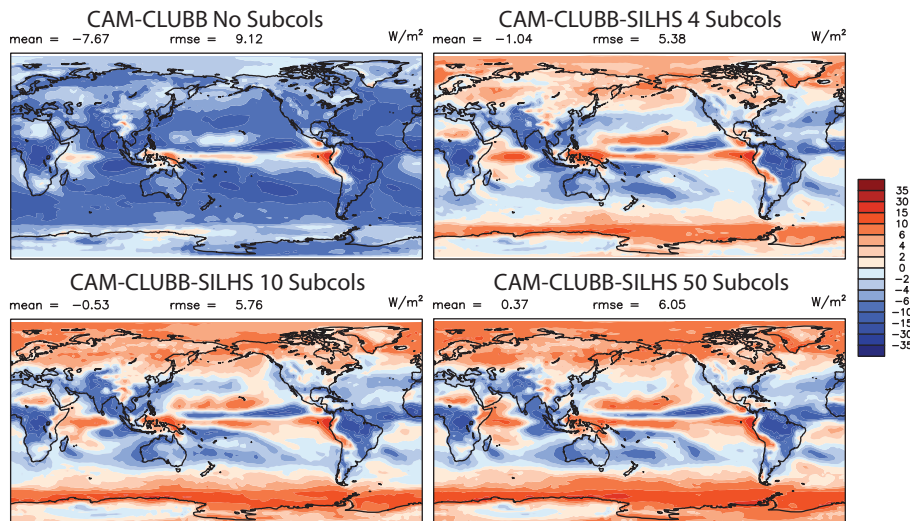 CAM-CLUBB No Subcols
mean = -7.67 rmse = 9.12 W/m²
CAM-CLUBB-SILHS 4 Subcols
mean = -1.04 rmse = 5.38 W/m²
CAM-CLUBB-SILHS 10 Subcols
mean = -0.53 rmse = 5.76 W/m²
CAM-CLUBB-SILHS 50 Subcols
mean = 0.37 rmse = 6.05 W/m²
35
30
15
10
6
4
2
0
-2
-4
-6
-10
-15
-30
-35